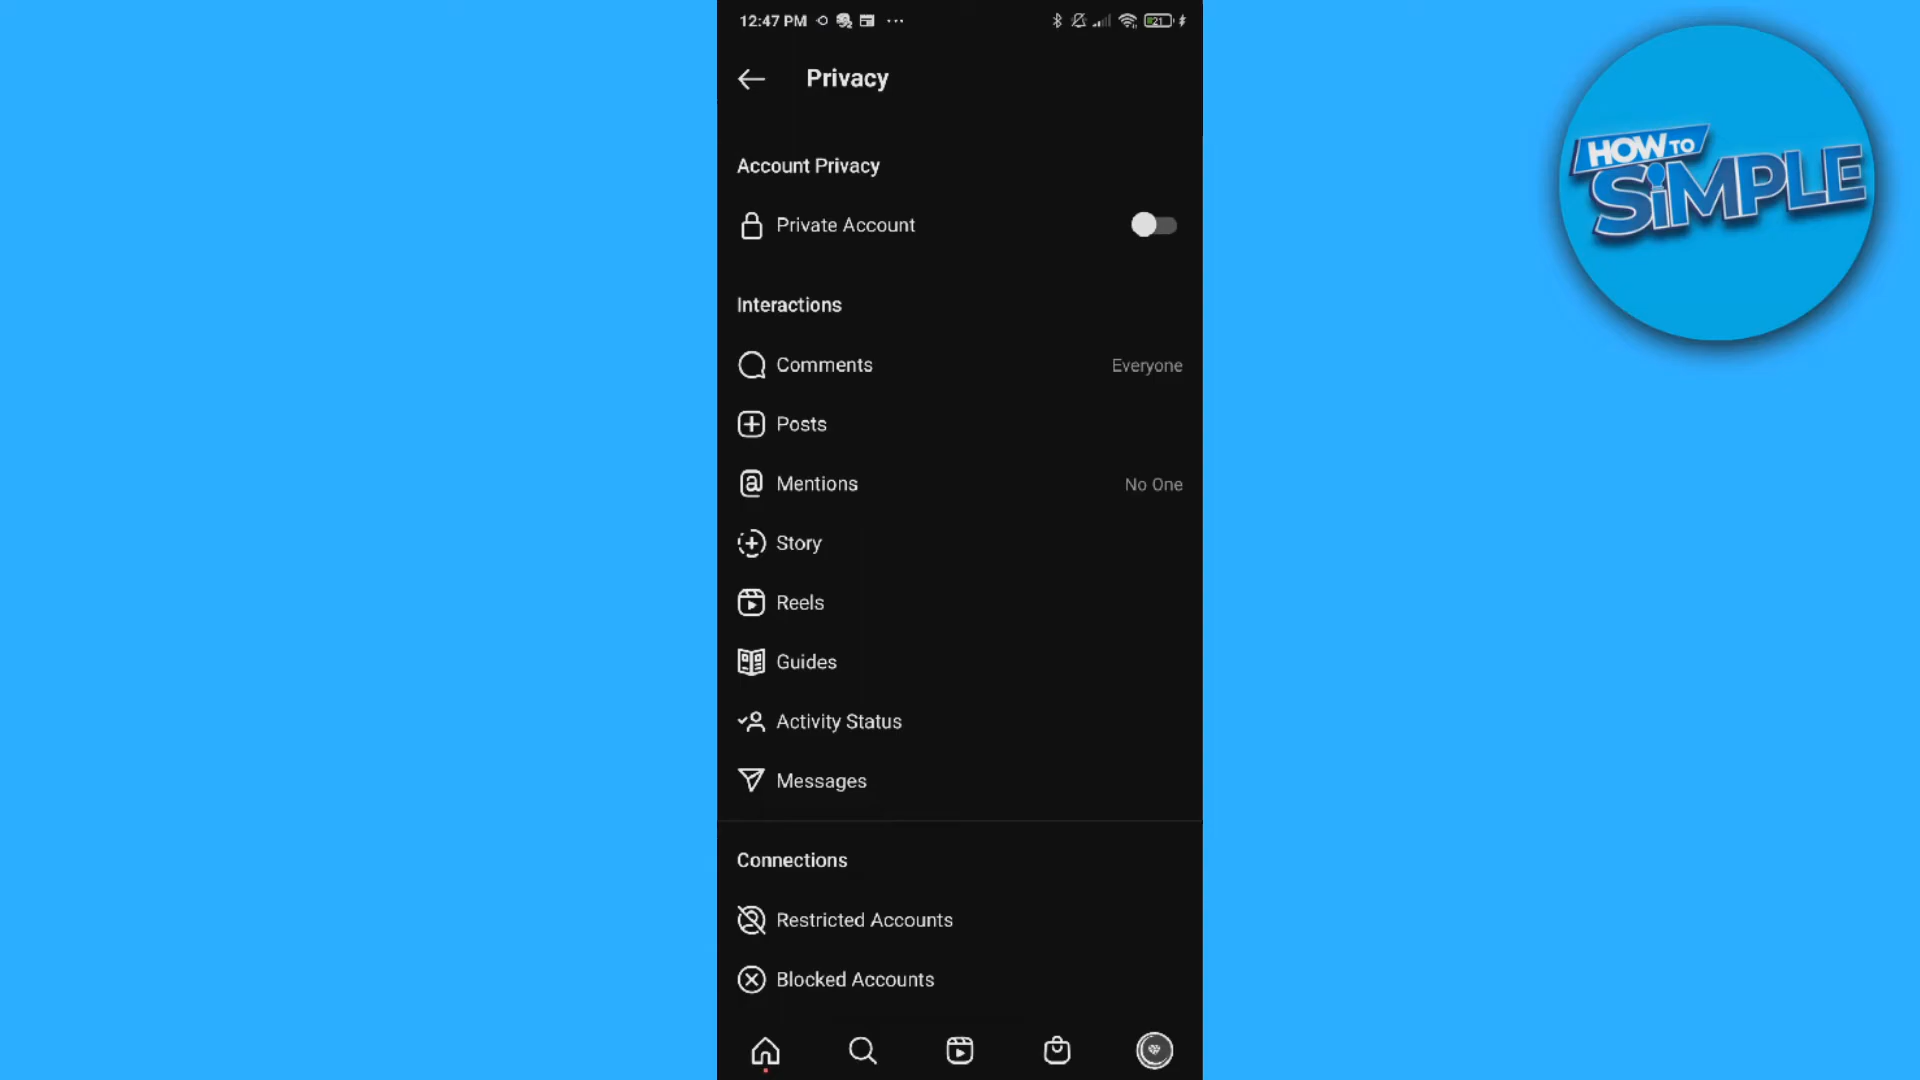 12:47 PM
21
Privacy
HOW TO
SIMPLE
Account Privacy
Private Account
Interactions
Comments
Everyone
Posts
Mentions
No One
Story
Reels
Guides
Activity Status
Messages
Connections
Restricted Accounts
Blocked Accounts